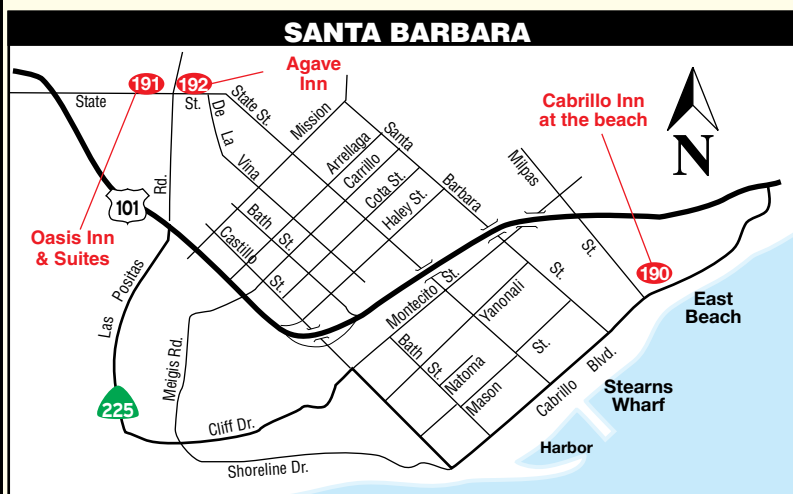 SANTA BARBARA
191
192
Agave
Inn
State
St.
State St.
De
La
Vina
Mission
Arrellaga
Carrillo
Cota St.
Haley St.
Santa
Barbara
St.
Milpas
St.
Cabrillo Inn
at the beach
N
101
Rd.
Oasis Inn
& Suites
Bath
St.
Castillo
St.
Las
Positas
Meigis Rd.
Montecito St.
Yanonali
St.
190
East
Beach
Bath
St.
Natoma
Mason
Cabrillo Blvd.
Stearns
Wharf
225
Cliff Dr.
Harbor
Shoreline Dr.